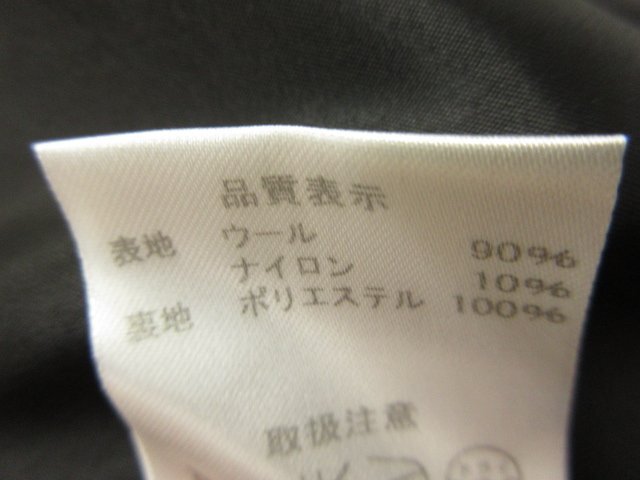 品質表示
表地 ウール 90%
ナイロン 10%
裏地 ポリエステル 100%
取扱注意